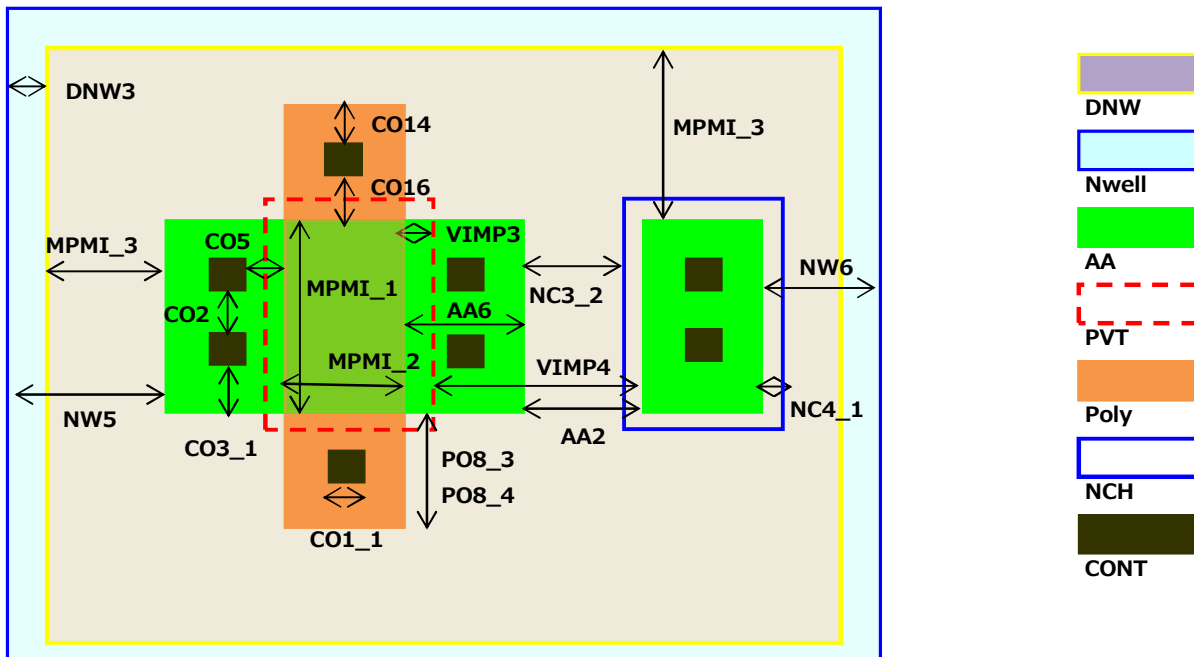 DNW3
CO14
MPMI_3
DNW
CO16
Nwell
MPMI_3
CO5
VIMP3
AA
NW6
MPMI_1
NC3_2
CO2
AA6
PVT
MPMI_2
VIMP4
NW5
NC4_1
Poly
CO3_1
AA2
PO8_3
PO8_4
NCH
CO1_1
CONT